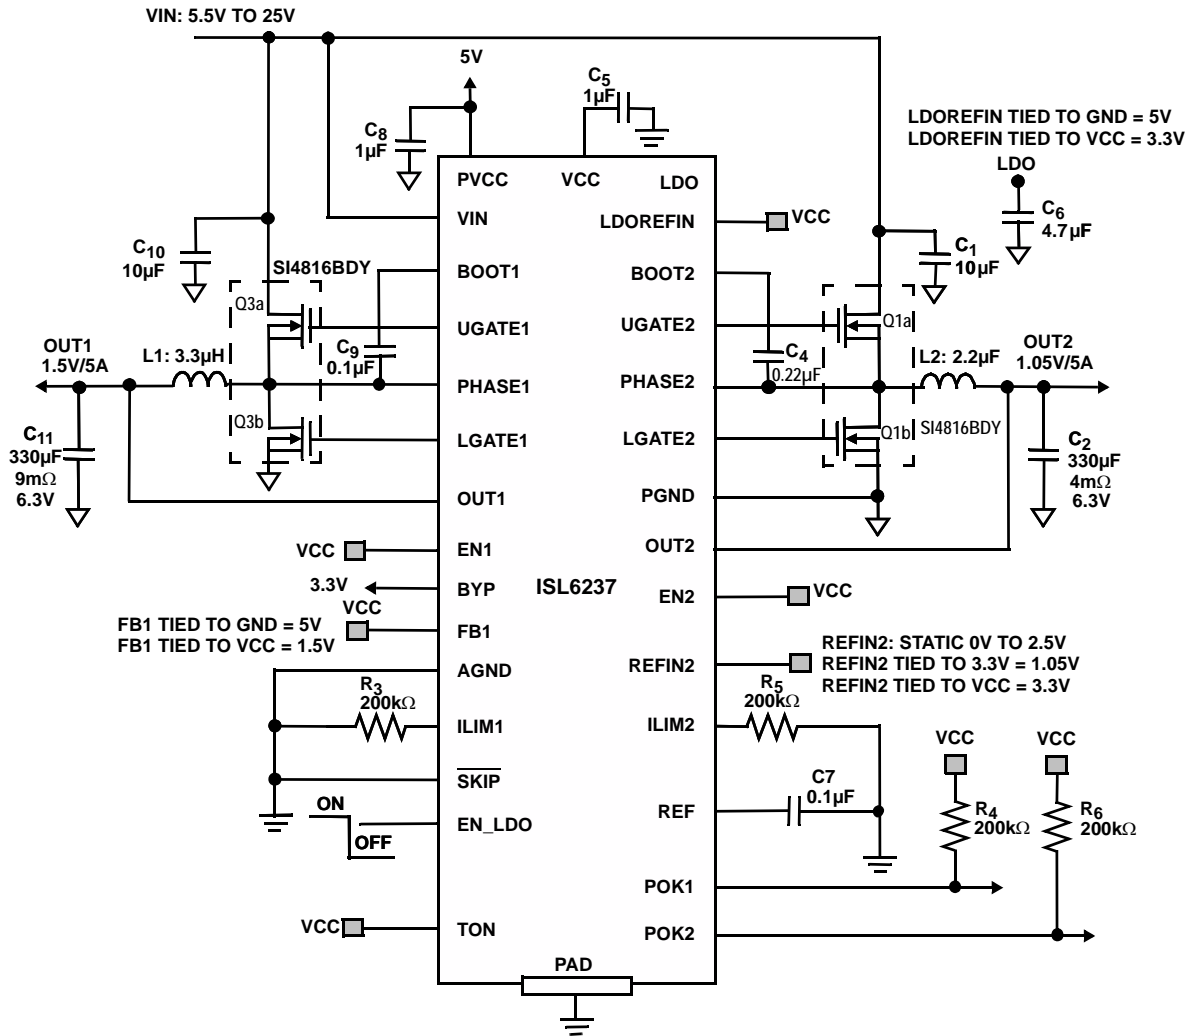 VIN: 5.5V TO 25V
5V
C5
1µF
C8
1µF
LDOREFIN TIED TO GND = 5V
LDOREFIN TIED TO VCC = 3.3V
LDO
C6
4.7µF
PVCC
VCC
LDO
VIN
LDOREFIN
VCC
C10
10µF
SI4816BDY
BOOT1
BOOT2
C1
10µF
Q3a
UGATE1
UGATE2
Q1a
OUT1
1.5V/5A
L1: 3.3µH
C9
0.1µF
PHASE1
PHASE2
C4
0.22µF
L2: 2.2µF
OUT2
1.05V/5A
Q3b
LGATE1
LGATE2
Q1b
SI4816BDY
C11
330µF
9mΩ
6.3V
C2
330µF
4mΩ
6.3V
OUT1
PGND
OUT2
VCC
EN1
3.3V
BYP
ISL6237
EN2
VCC
VCC
FB1 TIED TO GND = 5V
FB1 TIED TO VCC = 1.5V
FB1
AGND
REFIN2
REFIN2: STATIC 0V TO 2.5V
REFIN2 TIED TO 3.3V = 1.05V
REFIN2 TIED TO VCC = 3.3V
R3
200kΩ
ILIM1
ILIM2
R5
200kΩ
SKIP
ON
OFF
EN_LDO
REF
C7
0.1µF
VCC
VCC
R4
200kΩ
R6
200kΩ
POK1
VCC
TON
POK2
PAD